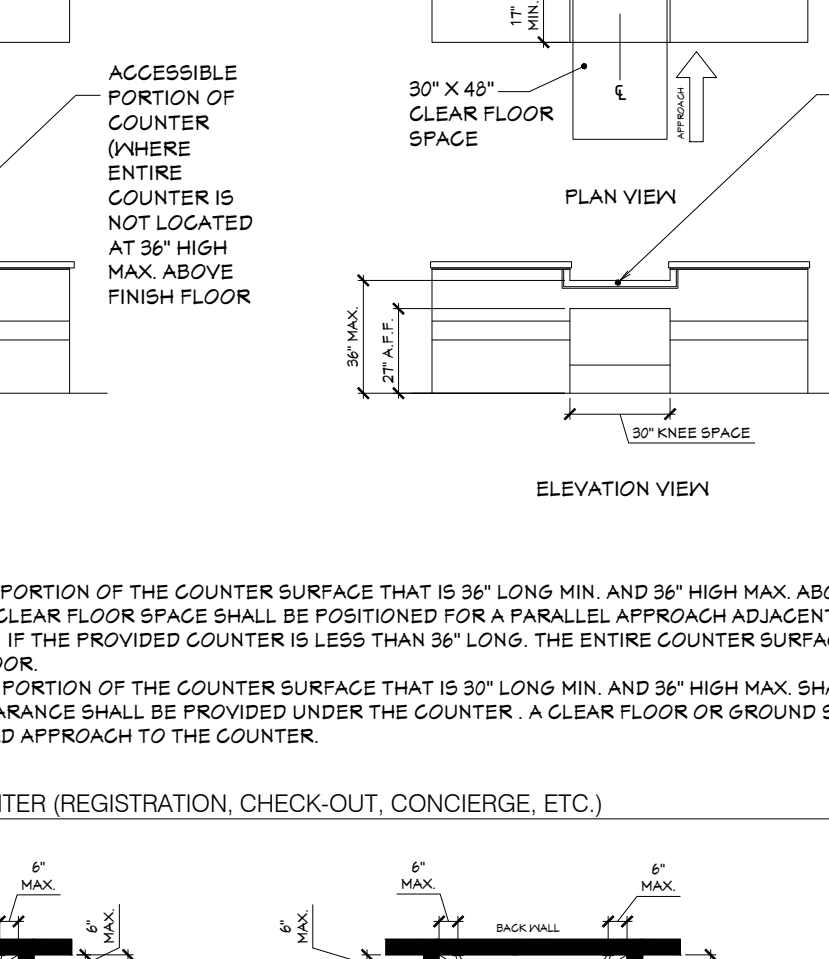 17"
MIN.
ACCESSIBLE
PORTION OF
COUNTER
(WHERE
ENTIRE
COUNTER IS
NOT LOCATED
AT 36" HIGH
MAX. ABOVE
FINISH FLOOR
30" X 48"
CLEAR FLOOR
SPACE
℄
APPROACH
PLAN VIEW
36" MAX.
27" A.F.F.
30" KNEE SPACE
ELEVATION VIEW
PORTION OF THE COUNTER SURFACE THAT IS 36" LONG MIN. AND 36" HIGH MAX. ABO
CLEAR FLOOR SPACE SHALL BE POSITIONED FOR A PARALLEL APPROACH ADJACENT
IF THE PROVIDED COUNTER IS LESS THAN 36" LONG. THE ENTIRE COUNTER SURFA
OOR.
PORTION OF THE COUNTER SURFACE THAT IS 30" LONG MIN. AND 36" HIGH MAX. SHA
ARANCE SHALL BE PROVIDED UNDER THE COUNTER . A CLEAR FLOOR OR GROUND S
D APPROACH TO THE COUNTER.
NTER (REGISTRATION, CHECK-OUT, CONCIERGE, ETC.)
6"
MAX.
6"
MAX.
6"
MAX.
6"
MAX.
6"
MAX.
BACK WALL